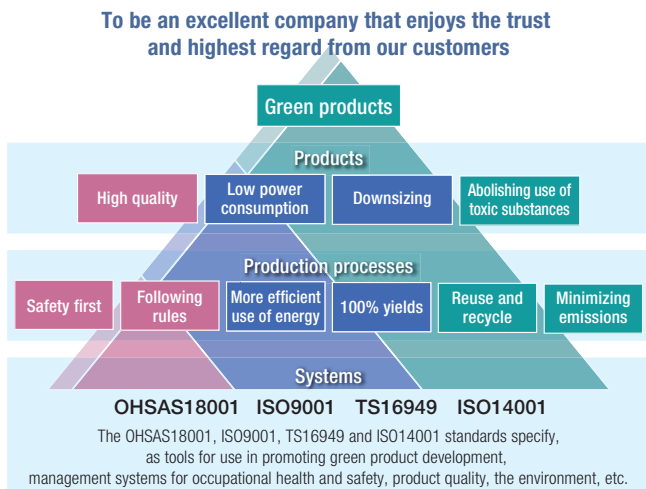 To be an excellent company that enjoys the trust
and highest regard from our customers
Green products
Products
High quality
Low power
consumption
Downsizing
Abolishing use of
toxic substances
Production processes
Safety first
Following
rules
More efficient
use of energy
100% yields
Reuse and
recycle
Minimizing
emissions
Systems
OHSAS18001 ISO9001 TS16949 ISO14001
The OHSAS18001, ISO9001, TS16949 and ISO14001 standards specify,
as tools for use in promoting green product development,
management systems for occupational health and safety, product quality, the environment, etc.